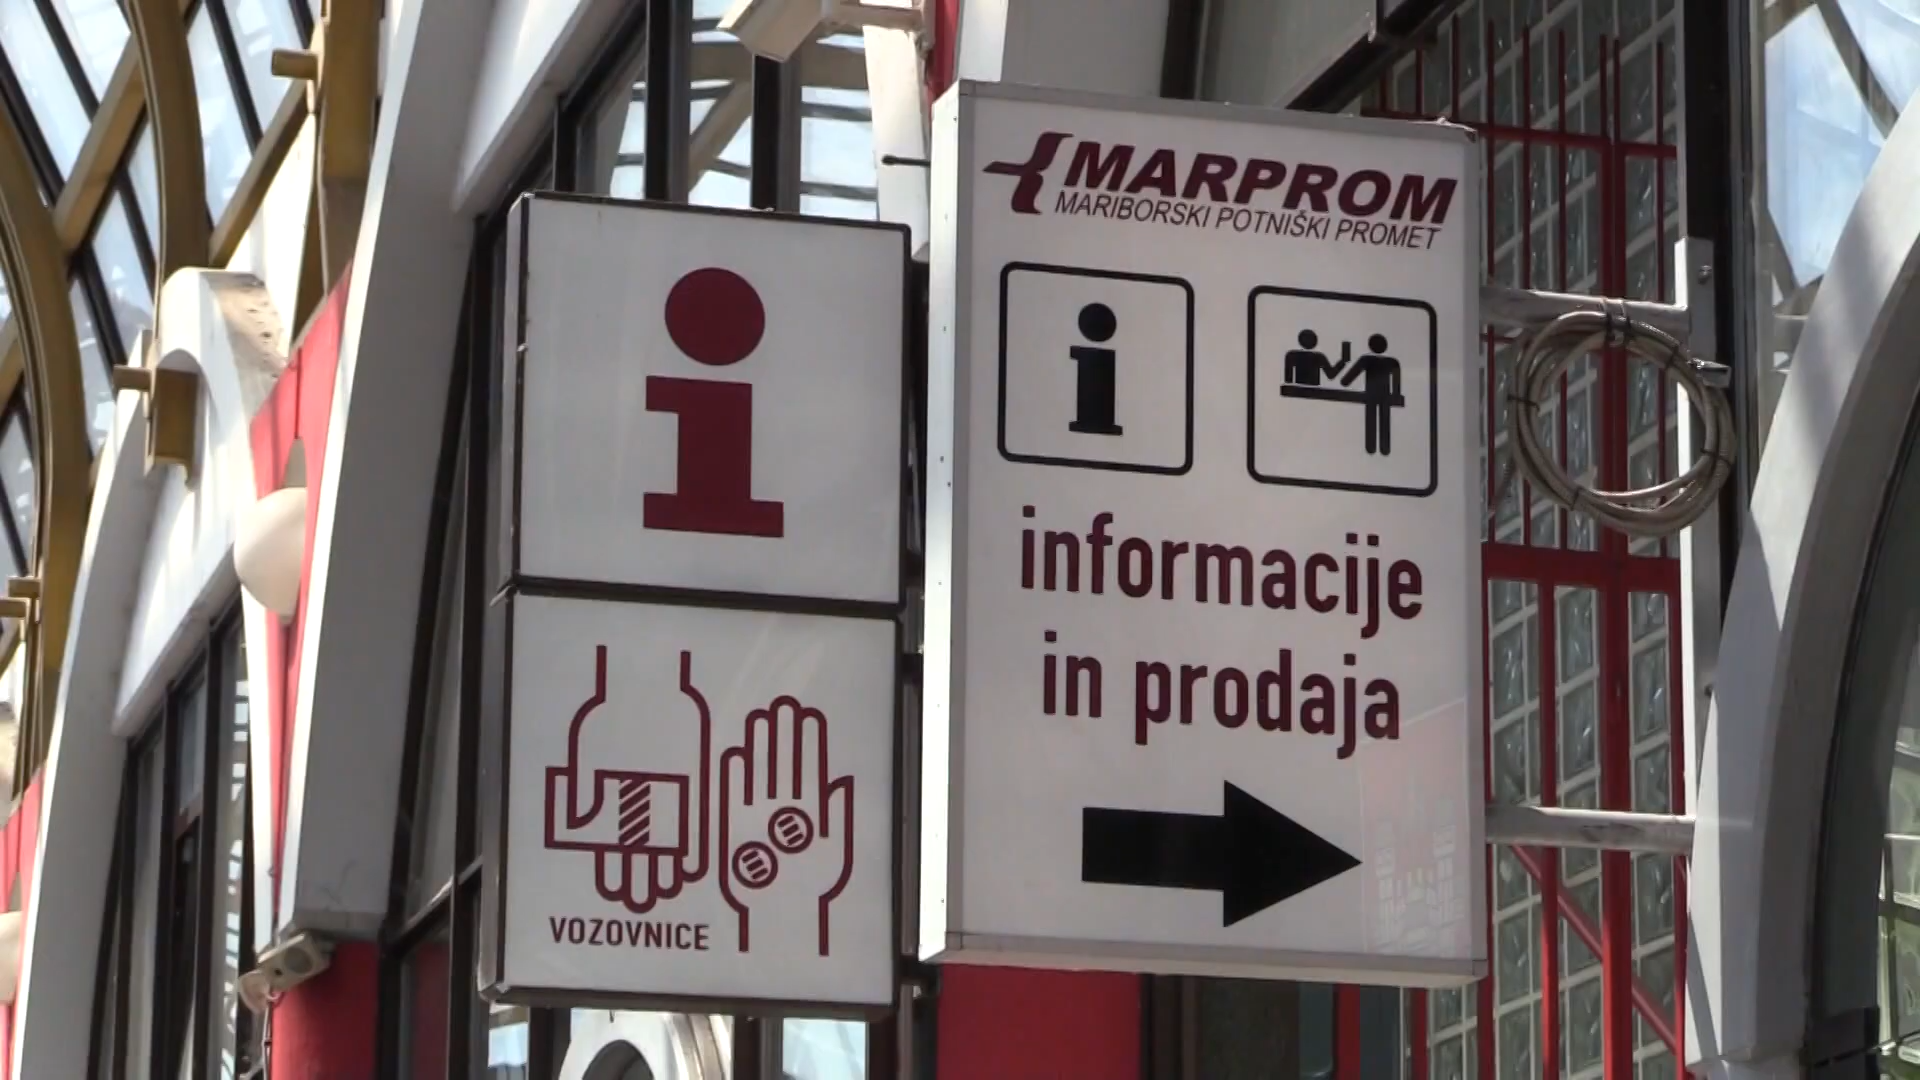 VOZOVNICE
MARPROM
MARIBORSKI POTNIŠKI PROMET
informacije
in prodaja